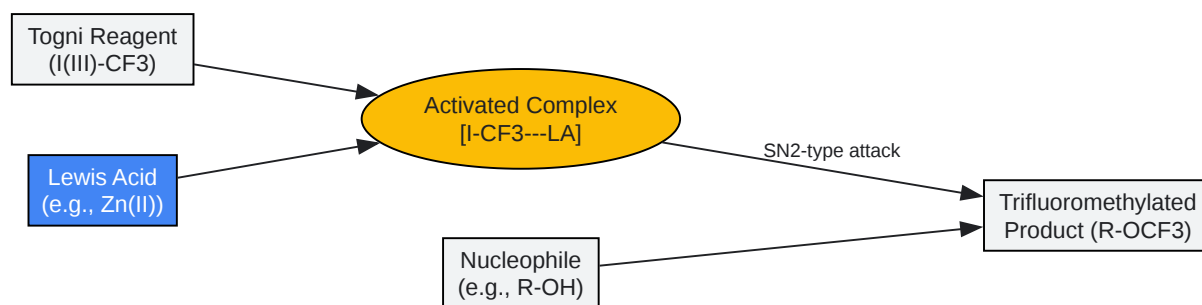 Togni Reagent
(I(III)-CF3)
Lewis Acid
(e.g., Zn(II))
Activated Complex
[I-CF3---LA]
SN2-type attack
Nucleophile
(e.g., R-OH)
Trifluoromethylated
Product (R-OCF3)